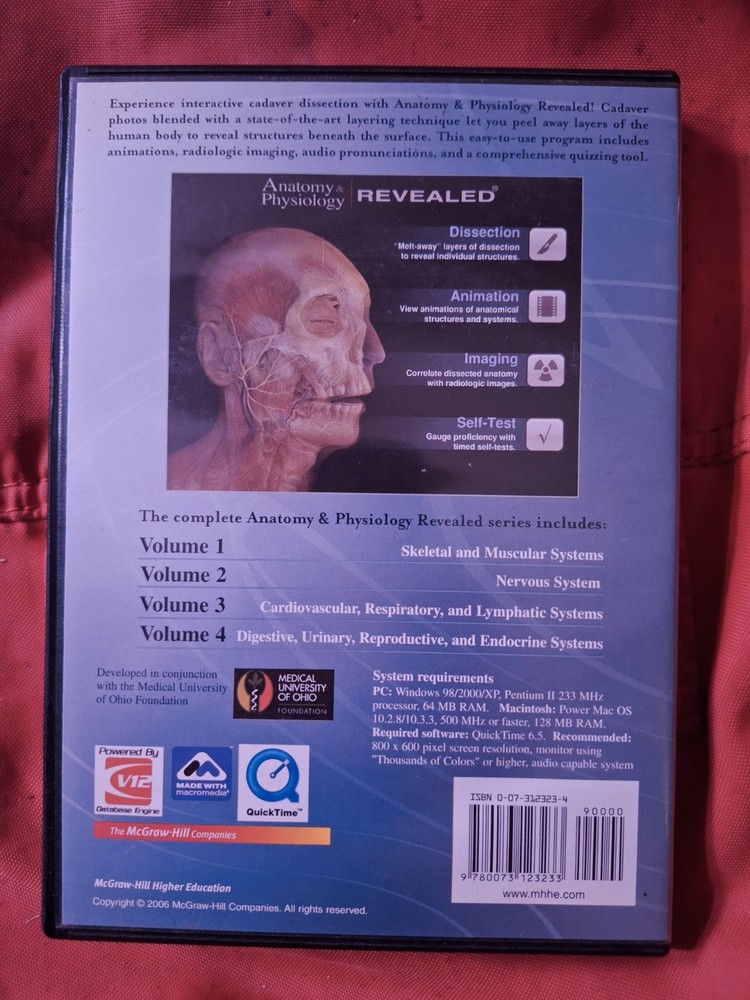 Experience interactive cadaver dissection with Anatomy & Physiology Revealed! Cadaver
photos blended with a state-of-the-art layering technique let you peel away layers of the
human body to reveal structures beneath the surface. This easy-to-use program includes
animations, radiologic imaging, audio pronunciations, and a comprehensive quizzing tool.
Anatomy &
Physiology
REVEALED®
Dissection
"Melt-away" layers of dissection
to reveal individual structures.
Animation
View animations of anatomical
structures and systems.
Imaging
Correlate dissected anatomy
with radiologic images.
Self-Test
Gauge proficiency with
timed self-tests.
The complete Anatomy & Physiology Revealed series includes:
Volume 1 Skeletal and Muscular Systems
Volume 2 Nervous System
Volume 3 Cardiovascular, Respiratory, and Lymphatic Systems
Volume 4 Digestive, Urinary, Reproductive, and Endocrine Systems
Developed in conjunction
with the Medical University
of Ohio Foundation
MEDICAL
UNIVERSITY
OF OHIO
FOUNDATION
System requirements
PC: Windows 98/2000/XP, Pentium II 233 MHz
processor, 64 MB RAM. Macintosh: Power Mac OS
10.2.8/10.3.3, 500 MHz or faster, 128 MB RAM.
Required software: QuickTime 6.5. Recommended:
800 x 600 pixel screen resolution, monitor using
"Thousands of Colors" or higher, audio capable system
Powered By
V12
Database Engine
MADE WITH
macromedia®
QuickTime™
The McGraw-Hill Companies
McGraw-Hill Higher Education
Copyright © 2006 McGraw-Hill Companies. All rights reserved.
ISBN 0-07-312323-4
90000
9 780073 123233
www.mhhe.com